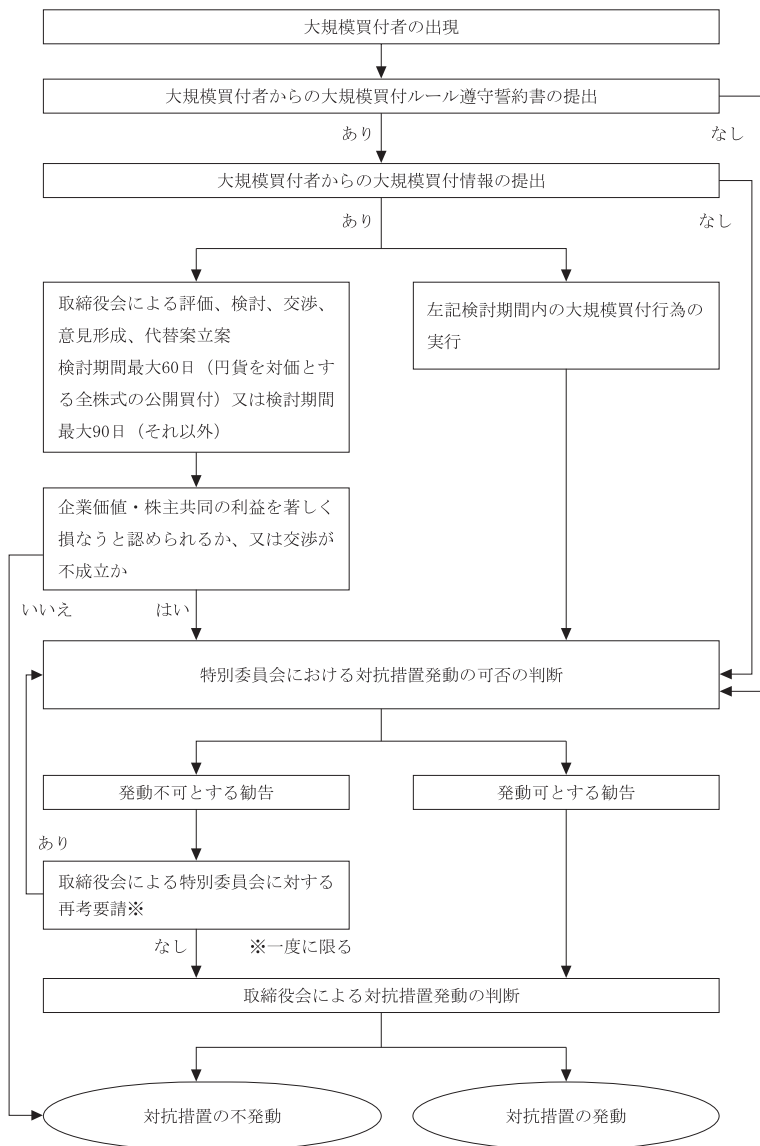 大規模買付者の出現
大規模買付者からの大規模買付ルール遵守誓約書の提出
あり
なし
大規模買付者からの大規模買付情報の提出
あり
なし
取締役会による評価、検討、交渉、
意見形成、代替案立案
検討期間最大60日（円貨を対価とす
る全株式の公開買付）又は検討期間
最大90日（それ以外）
左記検討期間内の大規模買付行為の
実行
企業価値・株主共同の利益を著しく
損なうと認められるか、又は交渉が
不成立か
いいえ
はい
特別委員会における対抗措置発動の可否の判断
発動不可とする勧告
発動可とする勧告
あり
取締役会による特別委員会に対する
再考要請※
なし
※一度に限る
取締役会による対抗措置発動の判断
対抗措置の不発動
対抗措置の発動